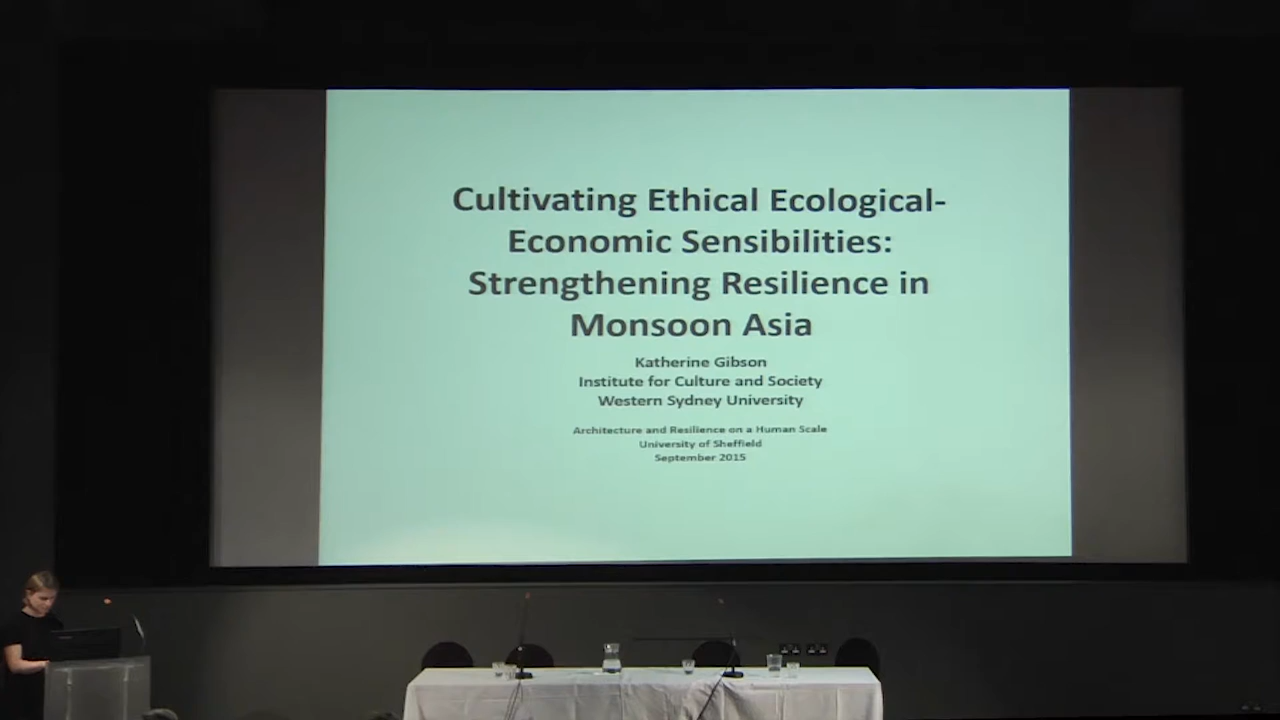 Cultivating Ethical Ecological-
Economic Sensibilities:
Strengthening Resilience in
Monsoon Asia
Katherine Gibson
Institute for Culture and Society
Western Sydney University
Architecture and Resilience on a Human Scale
University of Sheffield
September 2015